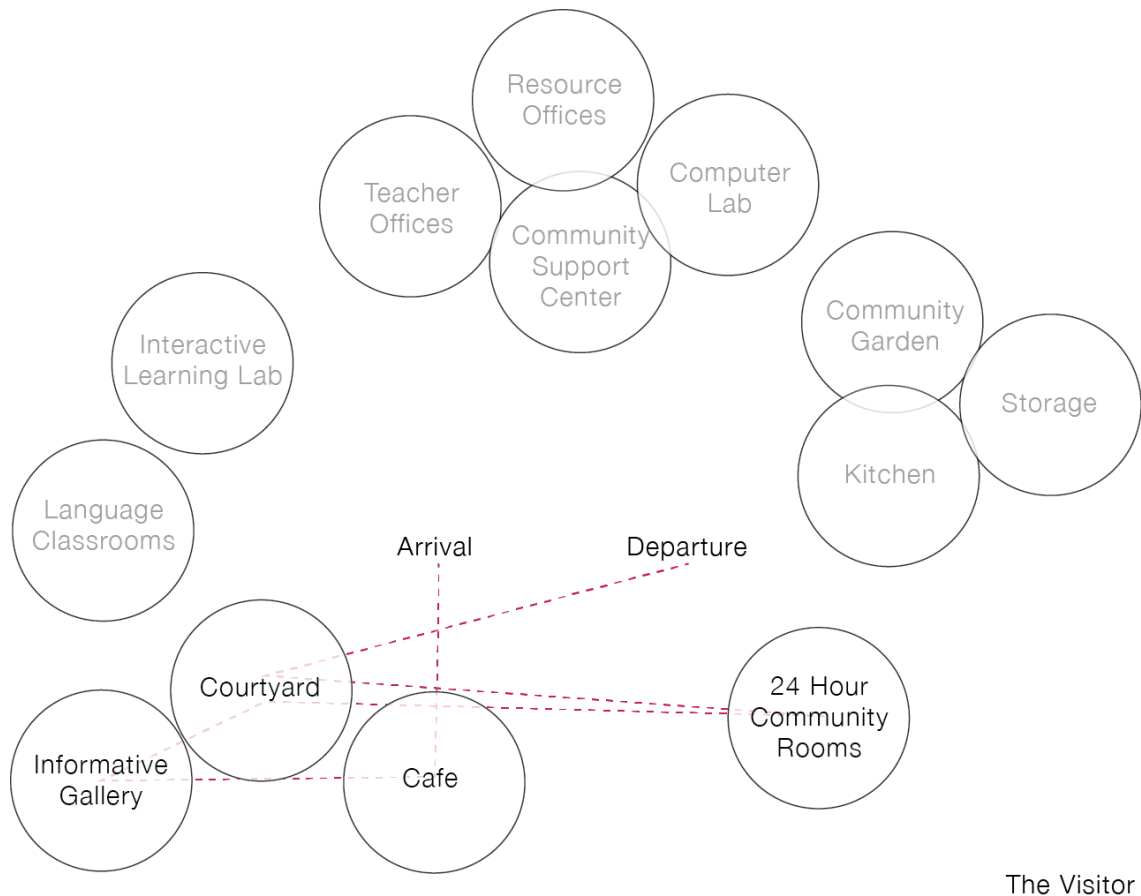 Resource
Offices
Teacher
Offices
Computer
Lab
Community
Support
Center
Community
Garden
Interactive
Learning Lab
Storage
Kitchen
Language
Classrooms
Arrival
Departure
Courtyard
24 Hour
Community
Rooms
Informative
Gallery
Cafe
The Visitor